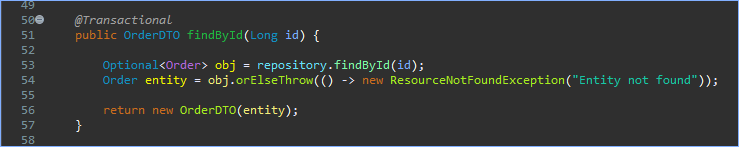 49
50 @Transactional
51 public OrderDTO findById(Long id) {
52
53 Optional<Order> obj = repository.findById(id);
54 Order entity = obj.orElseThrow(() -> new ResourceNotFoundException("Entity not found"));
55
56 return new OrderDTO(entity);
57 }
58